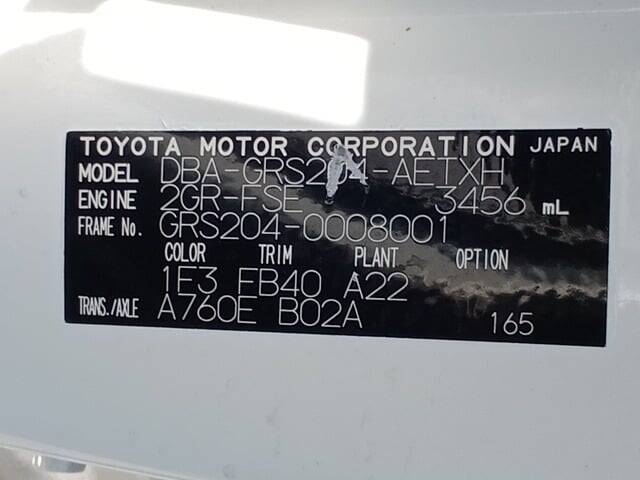 TOYOTA MOTOR CORPORATION JAPAN
MODEL DBA-GRS204-AETXH
ENGINE 2GR-FSE 3456 mL
FRAME No. GRS204-0008001
COLOR TRIM PLANT OPTION
1F3 FB40 A22
TRANS./AXLE A760E B02A 165